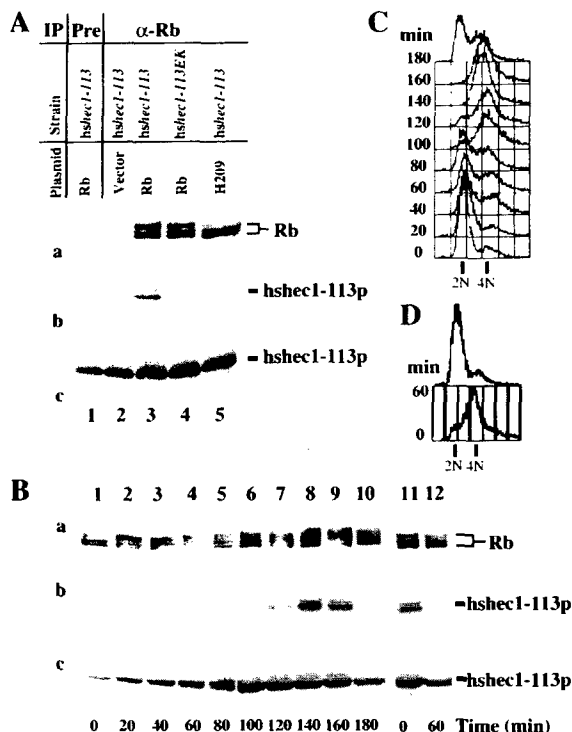 A
IP Pre α-Rb
Strain hshec1-113 hshec1-113 hshec1-113 hshec1-113EK hshec1-113
Plasmid Rb Vector Rb Rb H209
a
Rb
hshec1-113p
b
hshec1-113p
c
1 2 3 4 5
C
min
180
160
140
120
100
80
60
40
20
0
2N 4N
D
min
60
0
2N 4N
B
1 2 3 4 5 6 7 8 9 10 11 12
a
Rb
b
hshec1-113p
c
hshec1-113p
0 20 40 60 80 100 120 140 160 180 0 60 Time (min)